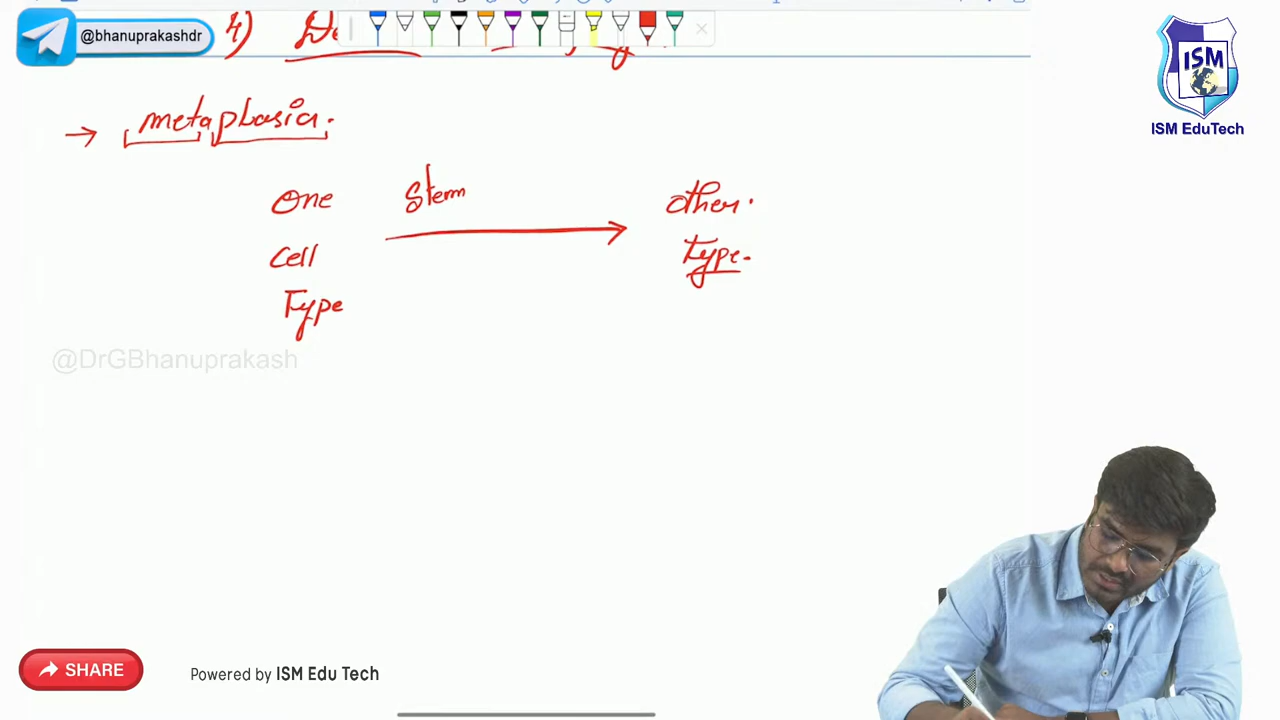 @bhanuprakashdr
4)
ISM
ISM EduTech
→ metaplasia.
One Stem Other.
Cell Type.
Type
@DrGBhanuprakash
SHARE
Powered by ISM Edu Tech